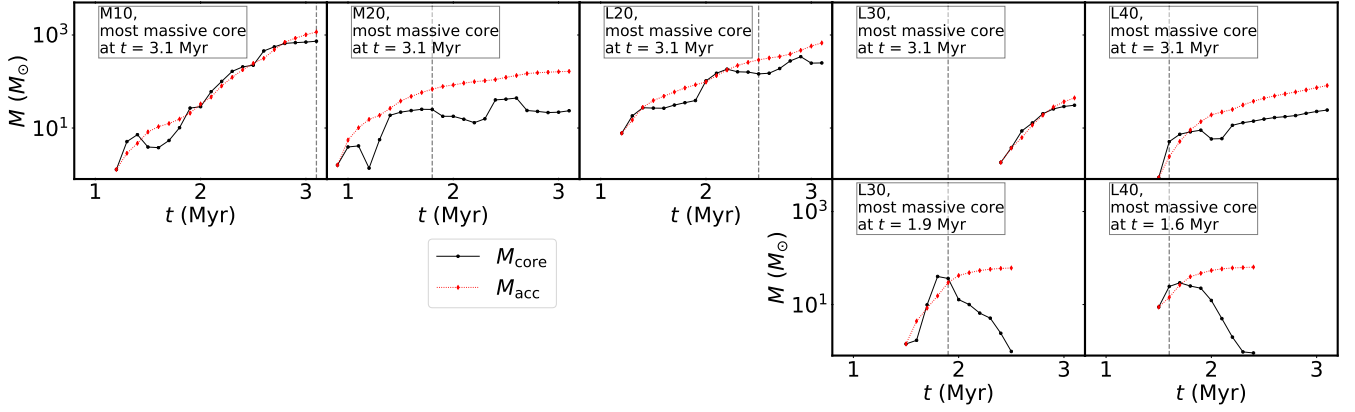 M10,
most massive core
at t = 3.1 Myr
M20,
most massive core
at t = 3.1 Myr
L20,
most massive core
at t = 3.1 Myr
L30,
most massive core
at t = 3.1 Myr
L40,
most massive core
at t = 3.1 Myr
10³
10¹
M (M⊙)
1 2 3
t (Myr)
1 2 3
t (Myr)
1 2 3
t (Myr)
L30,
most massive core
at t = 1.9 Myr
L40,
most massive core
at t = 1.6 Myr
10³
10¹
M (M⊙)
1 2 3
t (Myr)
1 2 3
t (Myr)
M_core
M_acc